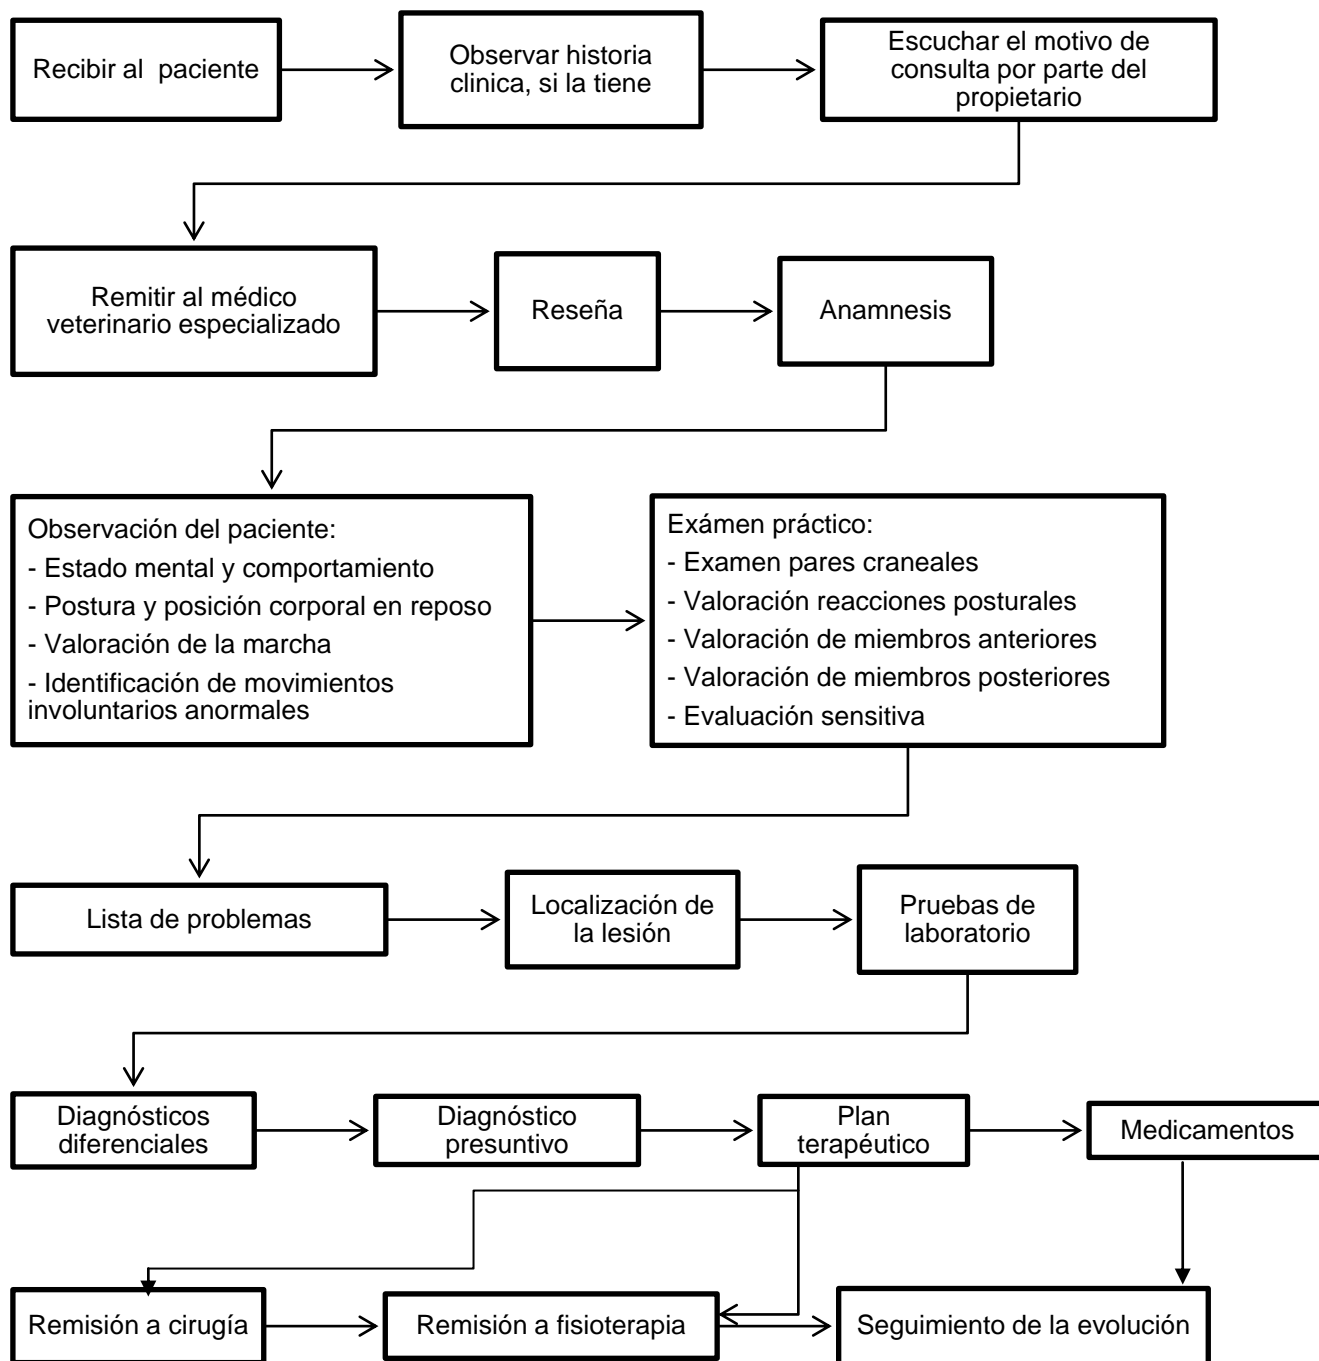 Recibir al paciente
Observar historia
clinica, si la tiene
Escuchar el motivo de
consulta por parte del
propietario
Remitir al médico
veterinario especializado
Reseña
Anamnesis
Observación del paciente:
- Estado mental y comportamiento
- Postura y posición corporal en reposo
- Valoración de la marcha
- Identificación de movimientos
involuntarios anormales
Exámen práctico:
- Examen pares craneales
- Valoración reacciones posturales
- Valoración de miembros anteriores
- Valoración de miembros posteriores
- Evaluación sensitiva
Lista de problemas
Localización de
la lesión
Pruebas de
laboratorio
Diagnósticos
diferenciales
Diagnóstico
presuntivo
Plan
terapéutico
Medicamentos
Remisión a cirugía
Remisión a fisioterapia
Seguimiento de la evolución